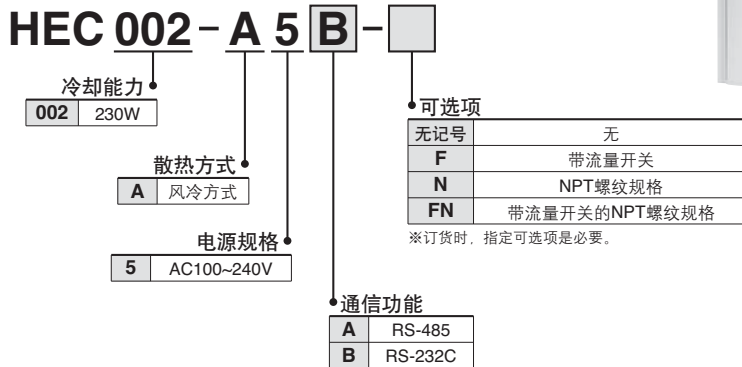 HEC 002 - A 5 B -
冷却能力
002 230W
散热方式
A 风冷方式
电源规格
5 AC100~240V
可选项
无记号 无
F 带流量开关
N NPT螺纹规格
FN 带流量开关的NPT螺纹规格
※订货时，指定可选项是必要。
通信功能
A RS-485
B RS-232C